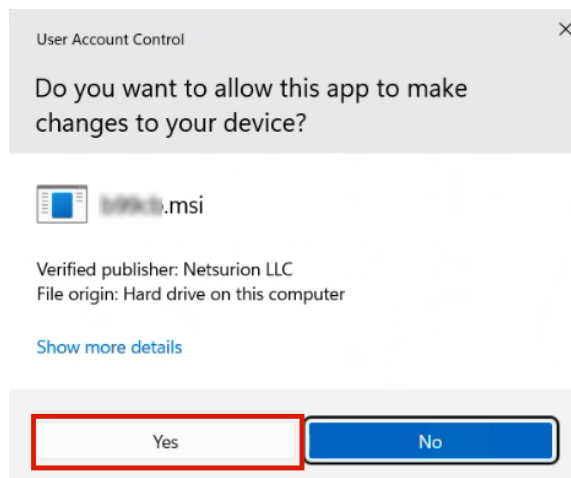 User Account Control
Do you want to allow this app to make
changes to your device?
.msi
Verified publisher: Netsurion LLC
File origin: Hard drive on this computer
Show more details
Yes
No